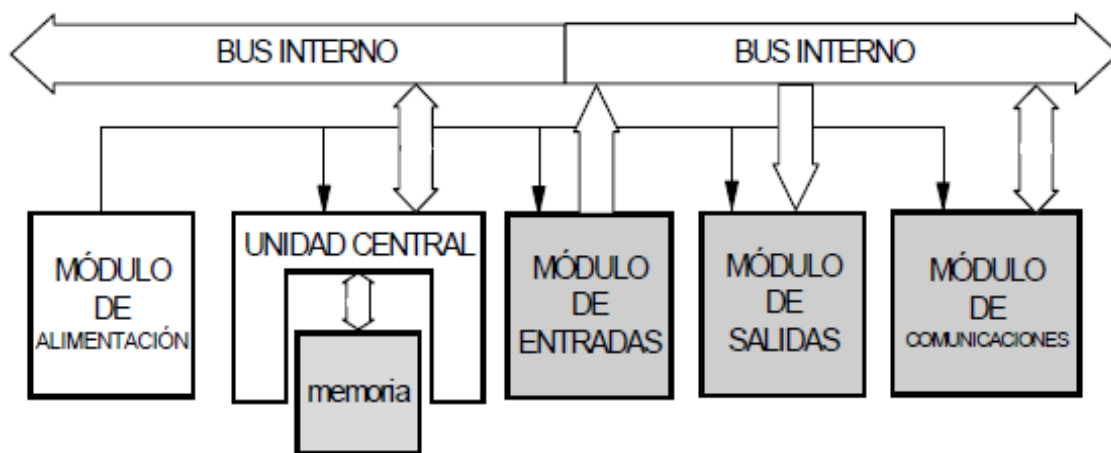 BUS INTERNO
BUS INTERNO
MÓDULO
DE
ALIMENTACIÓN
UNIDAD CENTRAL
memoria
MÓDULO
DE
ENTRADAS
MÓDULO
DE
SALIDAS
MÓDULO
DE
COMUNICACIONES